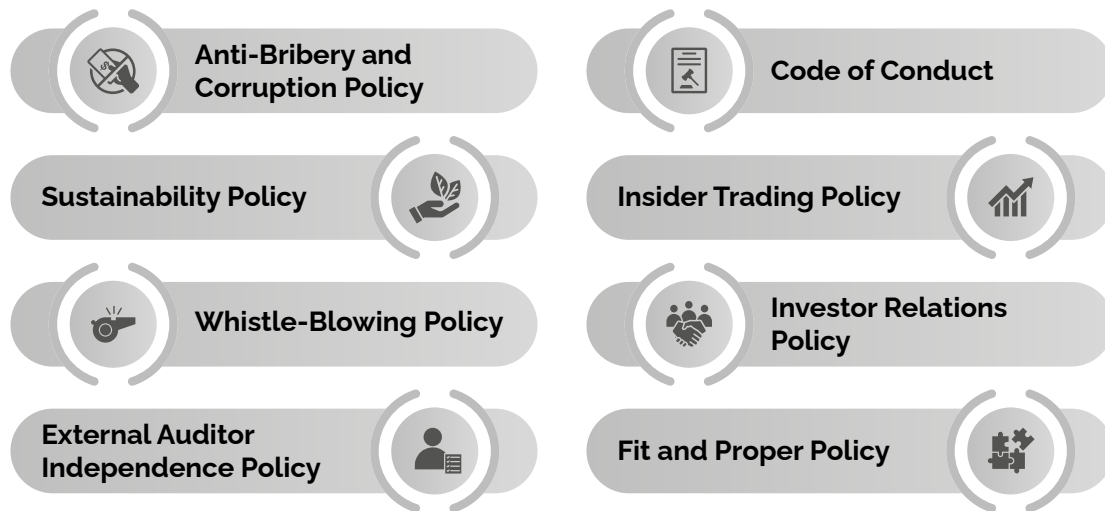 Anti-Bribery and
Corruption Policy
Code of Conduct
Sustainability Policy
Insider Trading Policy
Whistle-Blowing Policy
Investor Relations
Policy
External Auditor
Independence Policy
Fit and Proper Policy